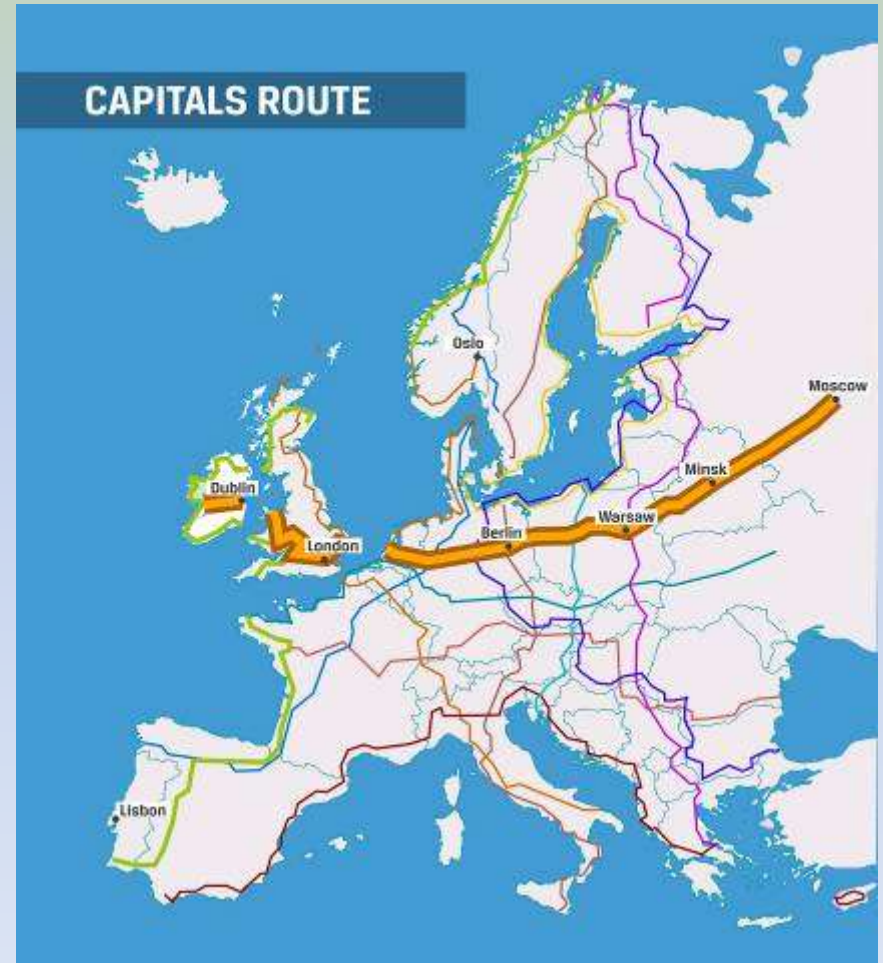 CAPITALS ROUTE
Oslo
Moscow
Minsk
Dublin
Warsaw
Berlin
London
Lisbon